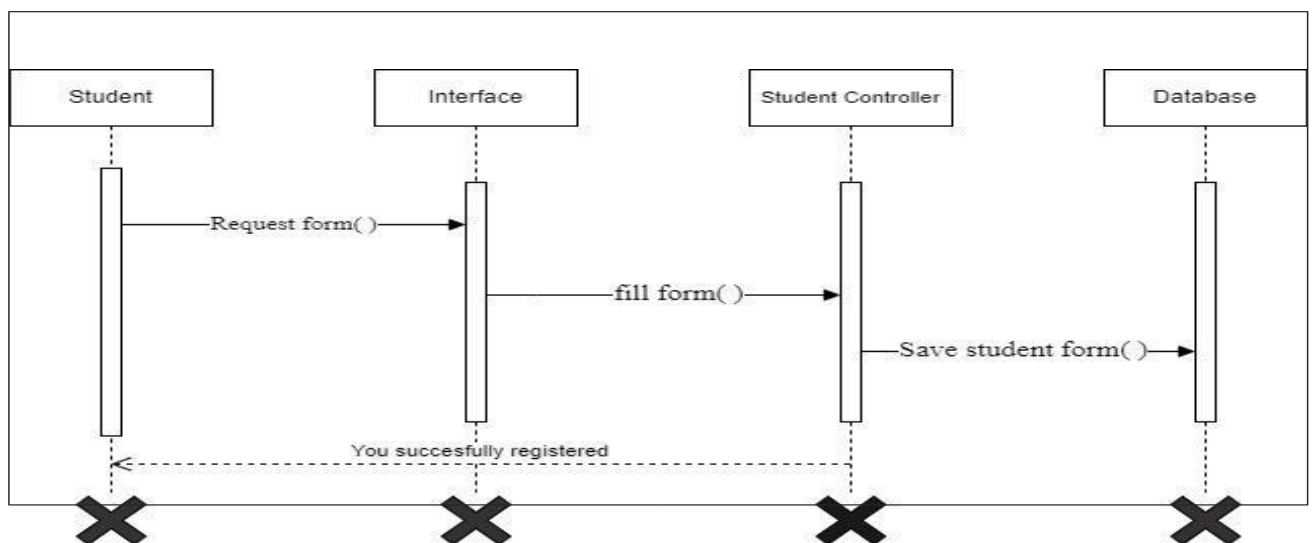 Student
Interface
Student Controller
Database
Request form( )
fill form( )
Save student form( )
You succesfully registered